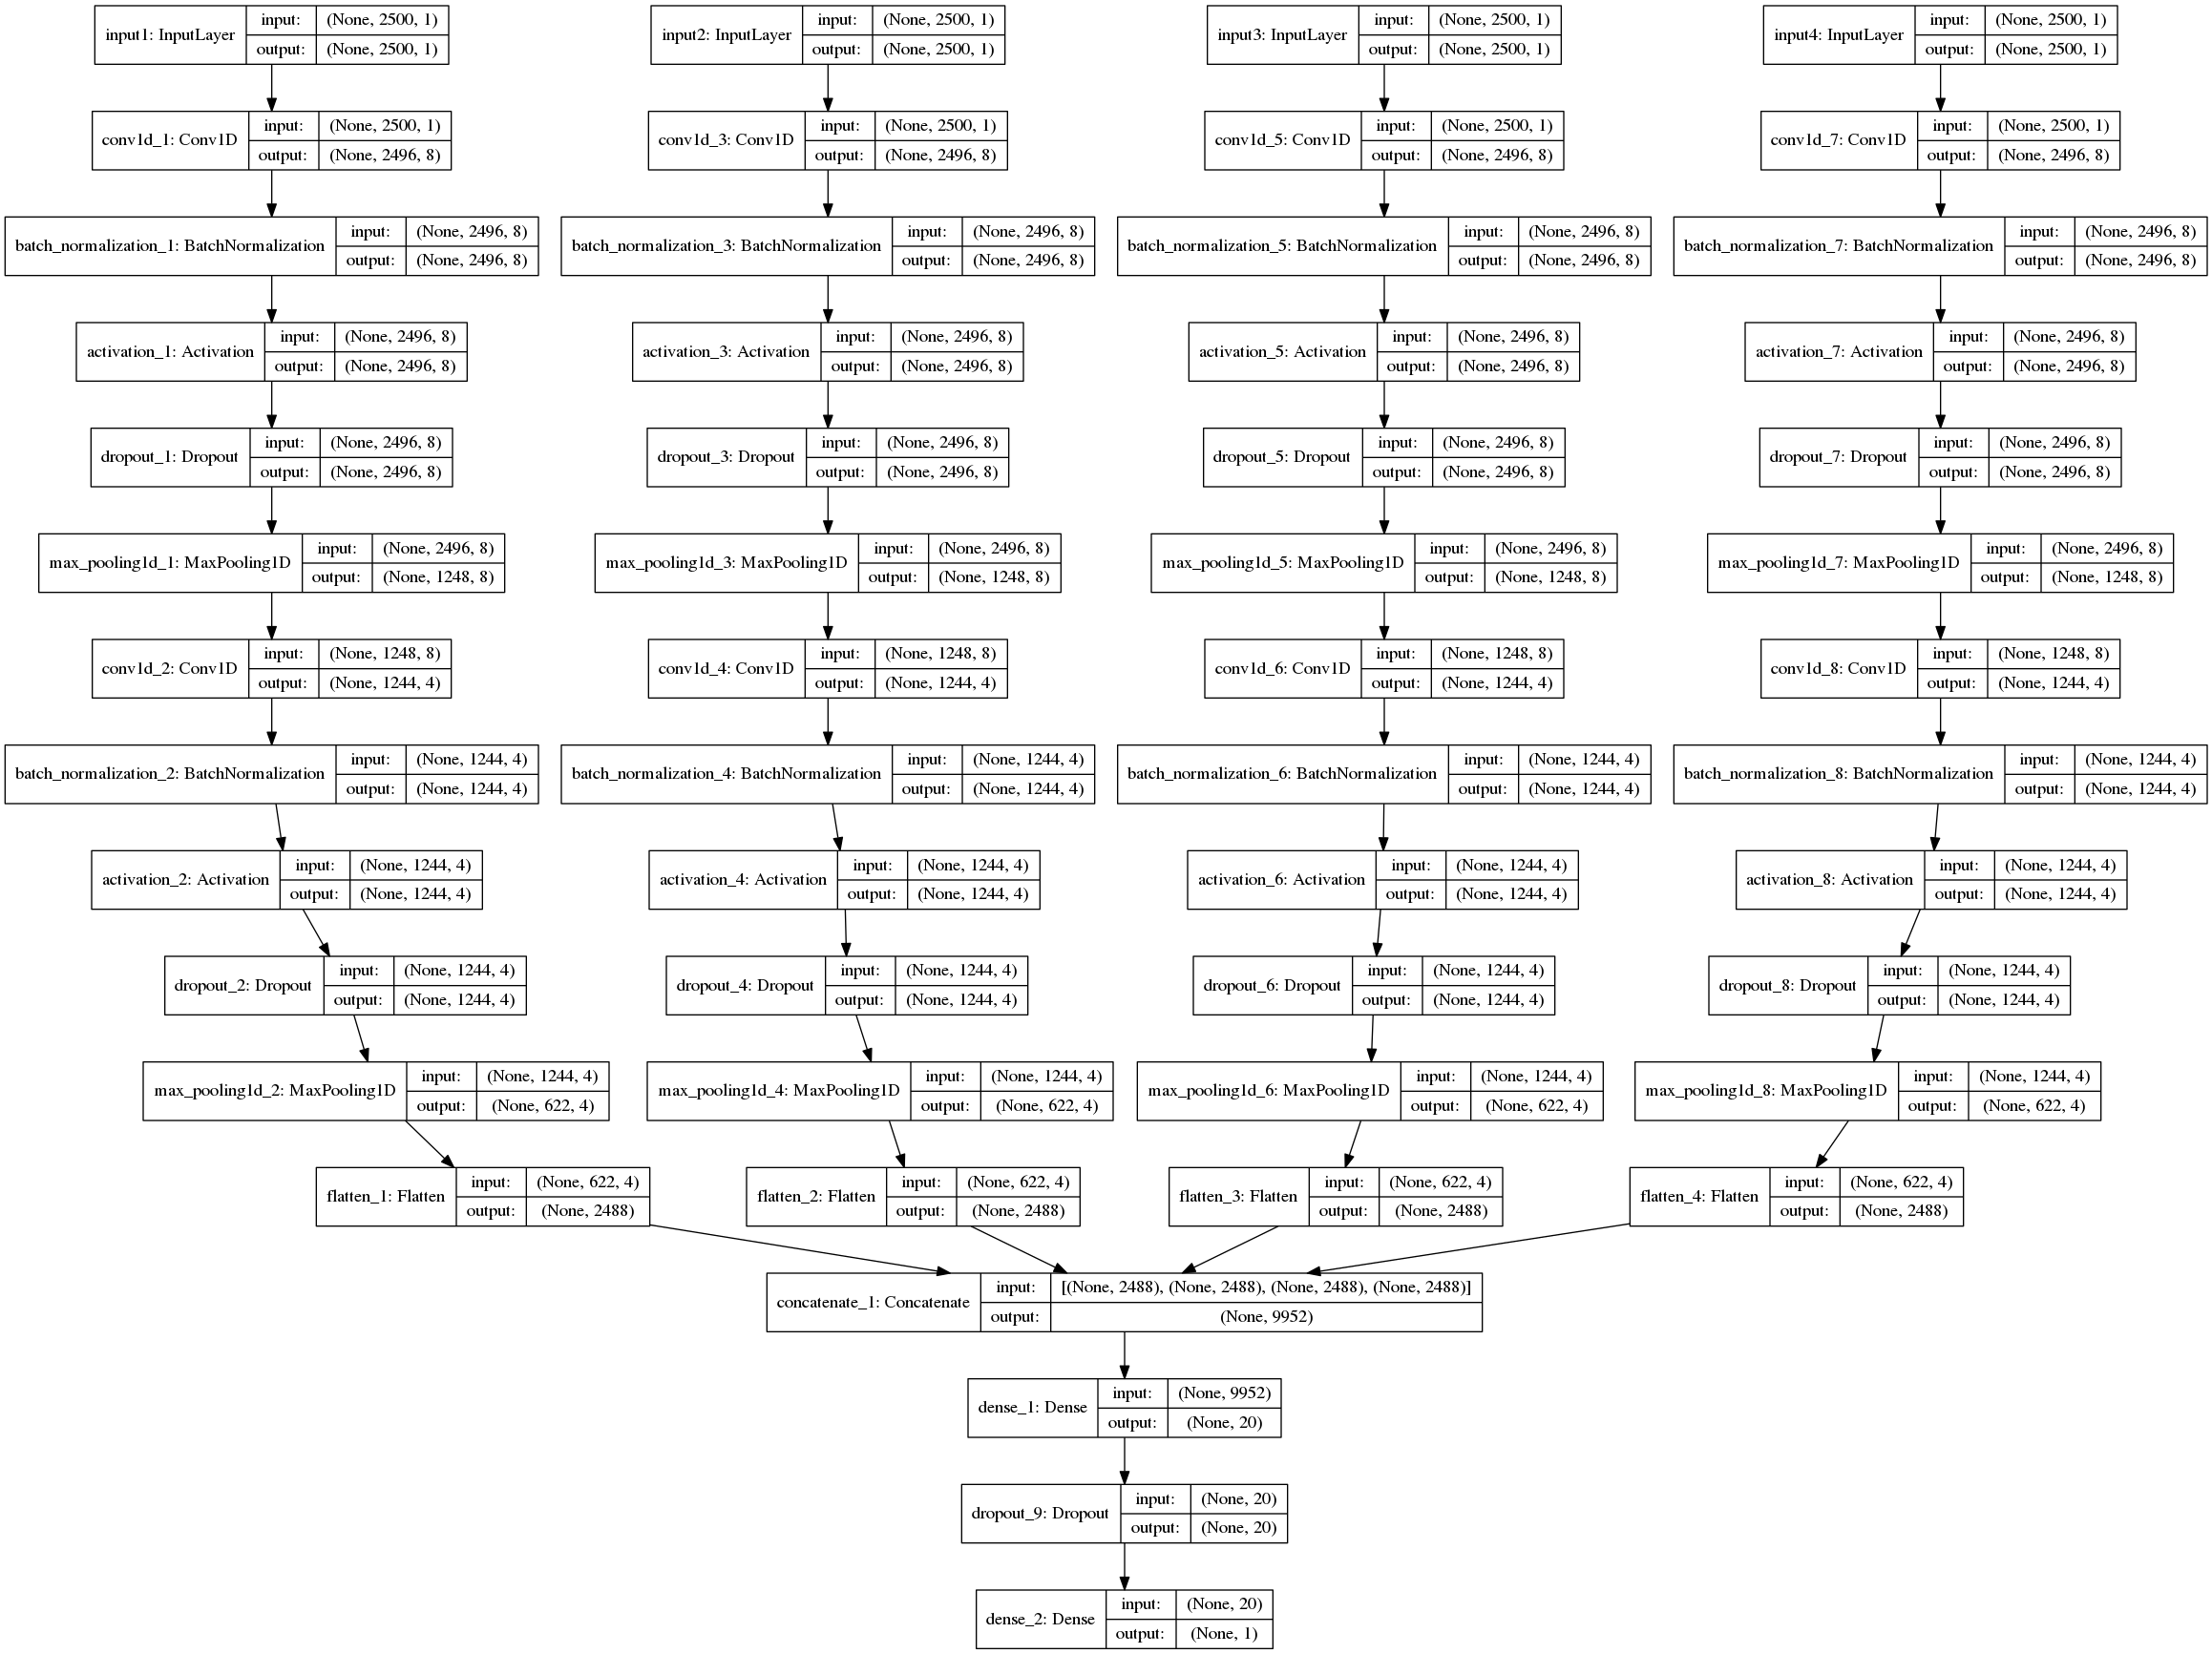 input1: InputLayer input: (None, 2500, 1)
output: (None, 2500, 1)
input2: InputLayer input: (None, 2500, 1)
output: (None, 2500, 1)
input3: InputLayer input: (None, 2500, 1)
output: (None, 2500, 1)
input4: InputLayer input: (None, 2500, 1)
output: (None, 2500, 1)
conv1d_1: Conv1D input: (None, 2500, 1)
output: (None, 2496, 8)
conv1d_3: Conv1D input: (None, 2500, 1)
output: (None, 2496, 8)
conv1d_5: Conv1D input: (None, 2500, 1)
output: (None, 2496, 8)
conv1d_7: Conv1D input: (None, 2500, 1)
output: (None, 2496, 8)
batch_normalization_1: BatchNormalization input: (None, 2496, 8)
output: (None, 2496, 8)
batch_normalization_3: BatchNormalization input: (None, 2496, 8)
output: (None, 2496, 8)
batch_normalization_5: BatchNormalization input: (None, 2496, 8)
output: (None, 2496, 8)
batch_normalization_7: BatchNormalization input: (None, 2496, 8)
output: (None, 2496, 8)
activation_1: Activation input: (None, 2496, 8)
output: (None, 2496, 8)
activation_3: Activation input: (None, 2496, 8)
output: (None, 2496, 8)
activation_5: Activation input: (None, 2496, 8)
output: (None, 2496, 8)
activation_7: Activation input: (None, 2496, 8)
output: (None, 2496, 8)
dropout_1: Dropout input: (None, 2496, 8)
output: (None, 2496, 8)
dropout_3: Dropout input: (None, 2496, 8)
output: (None, 2496, 8)
dropout_5: Dropout input: (None, 2496, 8)
output: (None, 2496, 8)
dropout_7: Dropout input: (None, 2496, 8)
output: (None, 2496, 8)
max_pooling1d_1: MaxPooling1D input: (None, 2496, 8)
output: (None, 1248, 8)
max_pooling1d_3: MaxPooling1D input: (None, 2496, 8)
output: (None, 1248, 8)
max_pooling1d_5: MaxPooling1D input: (None, 2496, 8)
output: (None, 1248, 8)
max_pooling1d_7: MaxPooling1D input: (None, 2496, 8)
output: (None, 1248, 8)
conv1d_2: Conv1D input: (None, 1248, 8)
output: (None, 1244, 4)
conv1d_4: Conv1D input: (None, 1248, 8)
output: (None, 1244, 4)
conv1d_6: Conv1D input: (None, 1248, 8)
output: (None, 1244, 4)
conv1d_8: Conv1D input: (None, 1248, 8)
output: (None, 1244, 4)
batch_normalization_2: BatchNormalization input: (None, 1244, 4)
output: (None, 1244, 4)
batch_normalization_4: BatchNormalization input: (None, 1244, 4)
output: (None, 1244, 4)
batch_normalization_6: BatchNormalization input: (None, 1244, 4)
output: (None, 1244, 4)
batch_normalization_8: BatchNormalization input: (None, 1244, 4)
output: (None, 1244, 4)
activation_2: Activation input: (None, 1244, 4)
output: (None, 1244, 4)
activation_4: Activation input: (None, 1244, 4)
output: (None, 1244, 4)
activation_6: Activation input: (None, 1244, 4)
output: (None, 1244, 4)
activation_8: Activation input: (None, 1244, 4)
output: (None, 1244, 4)
dropout_2: Dropout input: (None, 1244, 4)
output: (None, 1244, 4)
dropout_4: Dropout input: (None, 1244, 4)
output: (None, 1244, 4)
dropout_6: Dropout input: (None, 1244, 4)
output: (None, 1244, 4)
dropout_8: Dropout input: (None, 1244, 4)
output: (None, 1244, 4)
max_pooling1d_2: MaxPooling1D input: (None, 1244, 4)
output: (None, 622, 4)
max_pooling1d_4: MaxPooling1D input: (None, 1244, 4)
output: (None, 622, 4)
max_pooling1d_6: MaxPooling1D input: (None, 1244, 4)
output: (None, 622, 4)
max_pooling1d_8: MaxPooling1D input: (None, 1244, 4)
output: (None, 622, 4)
flatten_1: Flatten input: (None, 622, 4)
output: (None, 2488)
flatten_2: Flatten input: (None, 622, 4)
output: (None, 2488)
flatten_3: Flatten input: (None, 622, 4)
output: (None, 2488)
flatten_4: Flatten input: (None, 622, 4)
output: (None, 2488)
concatenate_1: Concatenate input: [(None, 2488), (None, 2488), (None, 2488), (None, 2488)]
output: (None, 9952)
dense_1: Dense input: (None, 9952)
output: (None, 20)
dropout_9: Dropout input: (None, 20)
output: (None, 20)
dense_2: Dense input: (None, 20)
output: (None, 1)